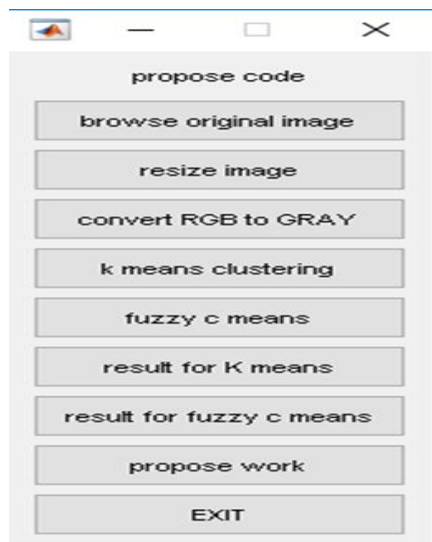 propose code
browse original image
resize image
convert RGB to GRAY
k means clustering
fuzzy c means
result for K means
result for fuzzy c means
propose work
EXIT